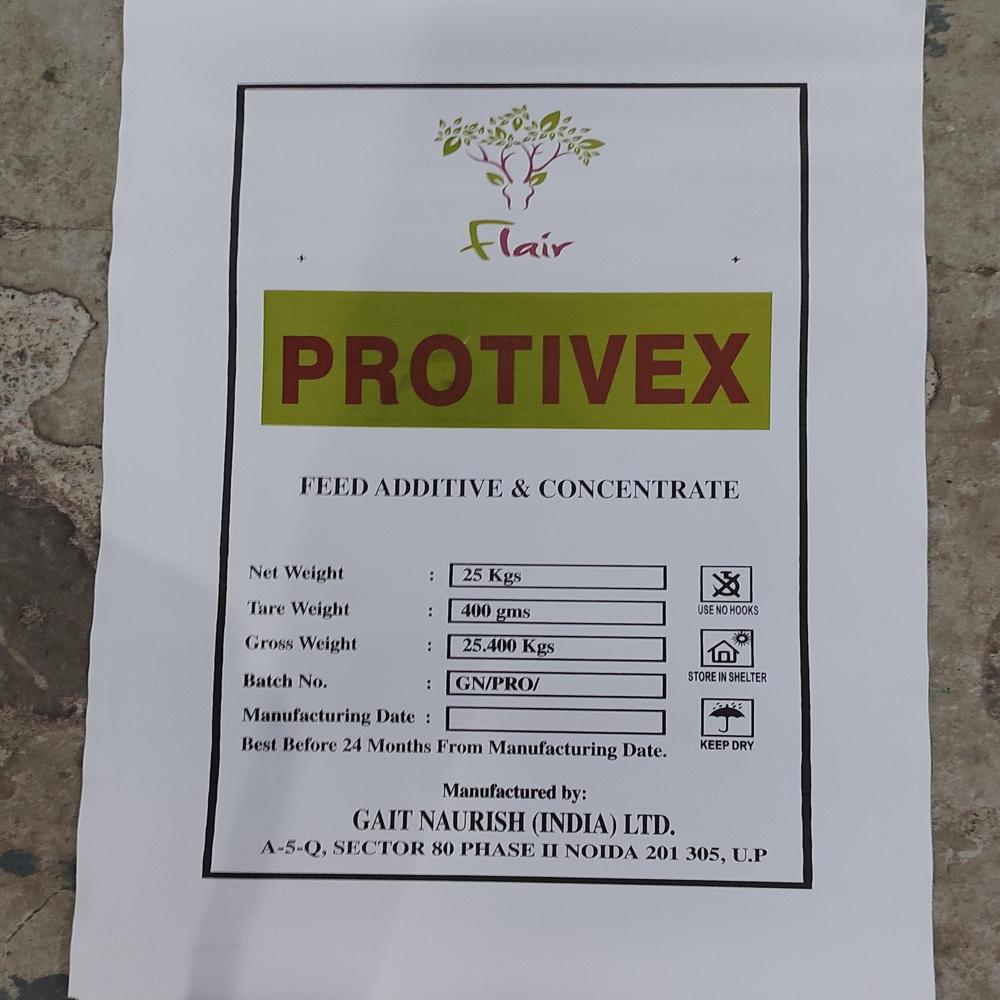 Flair
PROTIVEX
FEED ADDITIVE & CONCENTRATE
Net Weight : 25 Kgs
Tare Weight : 400 gms
Gross Weight : 25.400 Kgs
Batch No. : GN/PRO/
Manufacturing Date :
Best Before 24 Months From Manufacturing Date.
USE NO HOOKS
STORE IN SHELTER
KEEP DRY
Manufactured by:
GAIT NAURISH (INDIA) LTD.
A-5-Q, SECTOR 80 PHASE II NOIDA 201 305, U.P